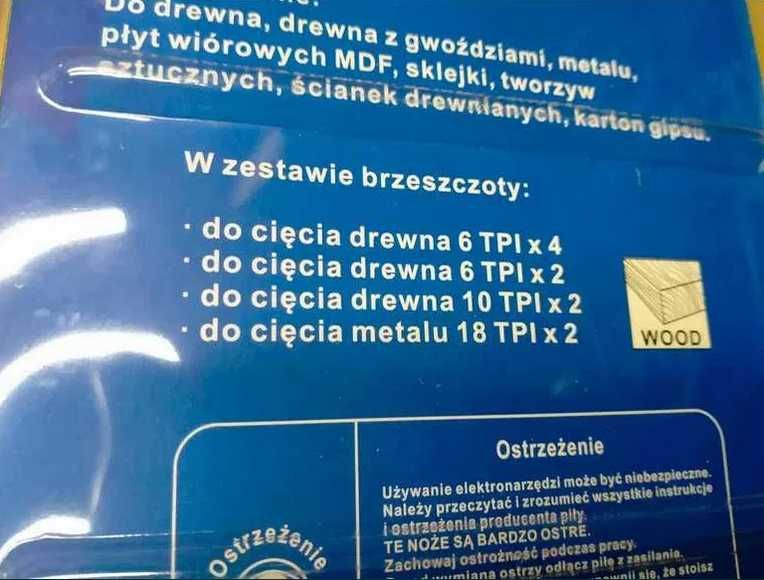 Do drewna, drewna z gwoździami, metalu,
płyt wiórowych MDF, sklejki, tworzyw
sztucznych, ścianek drewnianych, karton gipsu.
W zestawie brzeszczoty:
· do cięcia drewna 6 TPI x 4
· do cięcia drewna 6 TPI x 2
· do cięcia drewna 10 TPI x 2
· do cięcia metalu 18 TPI x 2
WOOD
Ostrzeżenie
Używanie elektronarzędzi może być niebezpieczne.
Należy przeczytać i zrozumieć wszystkie instrukcje
i ostrzeżenia producenta piły.
TE NOŻE SĄ BARDZO OSTRE.
Zachowaj ostrożność podczas pracy.
wymianą ostrzy odłącz piłę z zasilania.
że stoisz
Ostrzeżenie